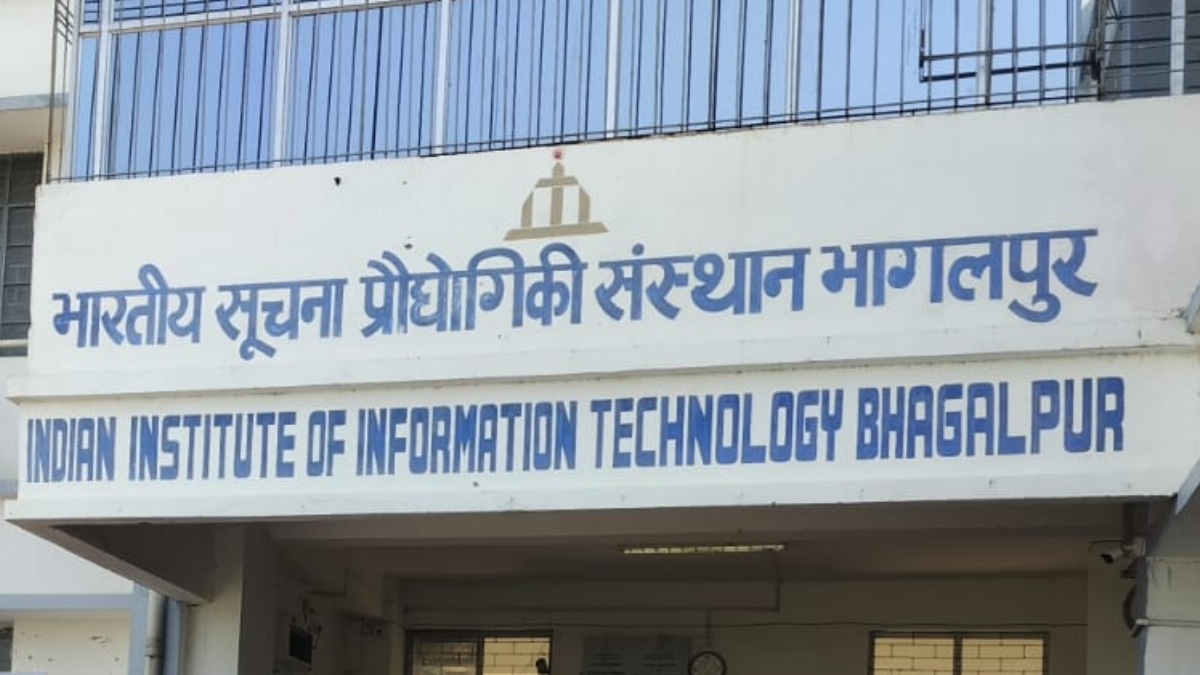 भारतीय सूचना प्रौद्योगिकी संस्थान भागलपुर
INDIAN INSTITUTE OF INFORMATION TECHNOLOGY BHAGALPUR